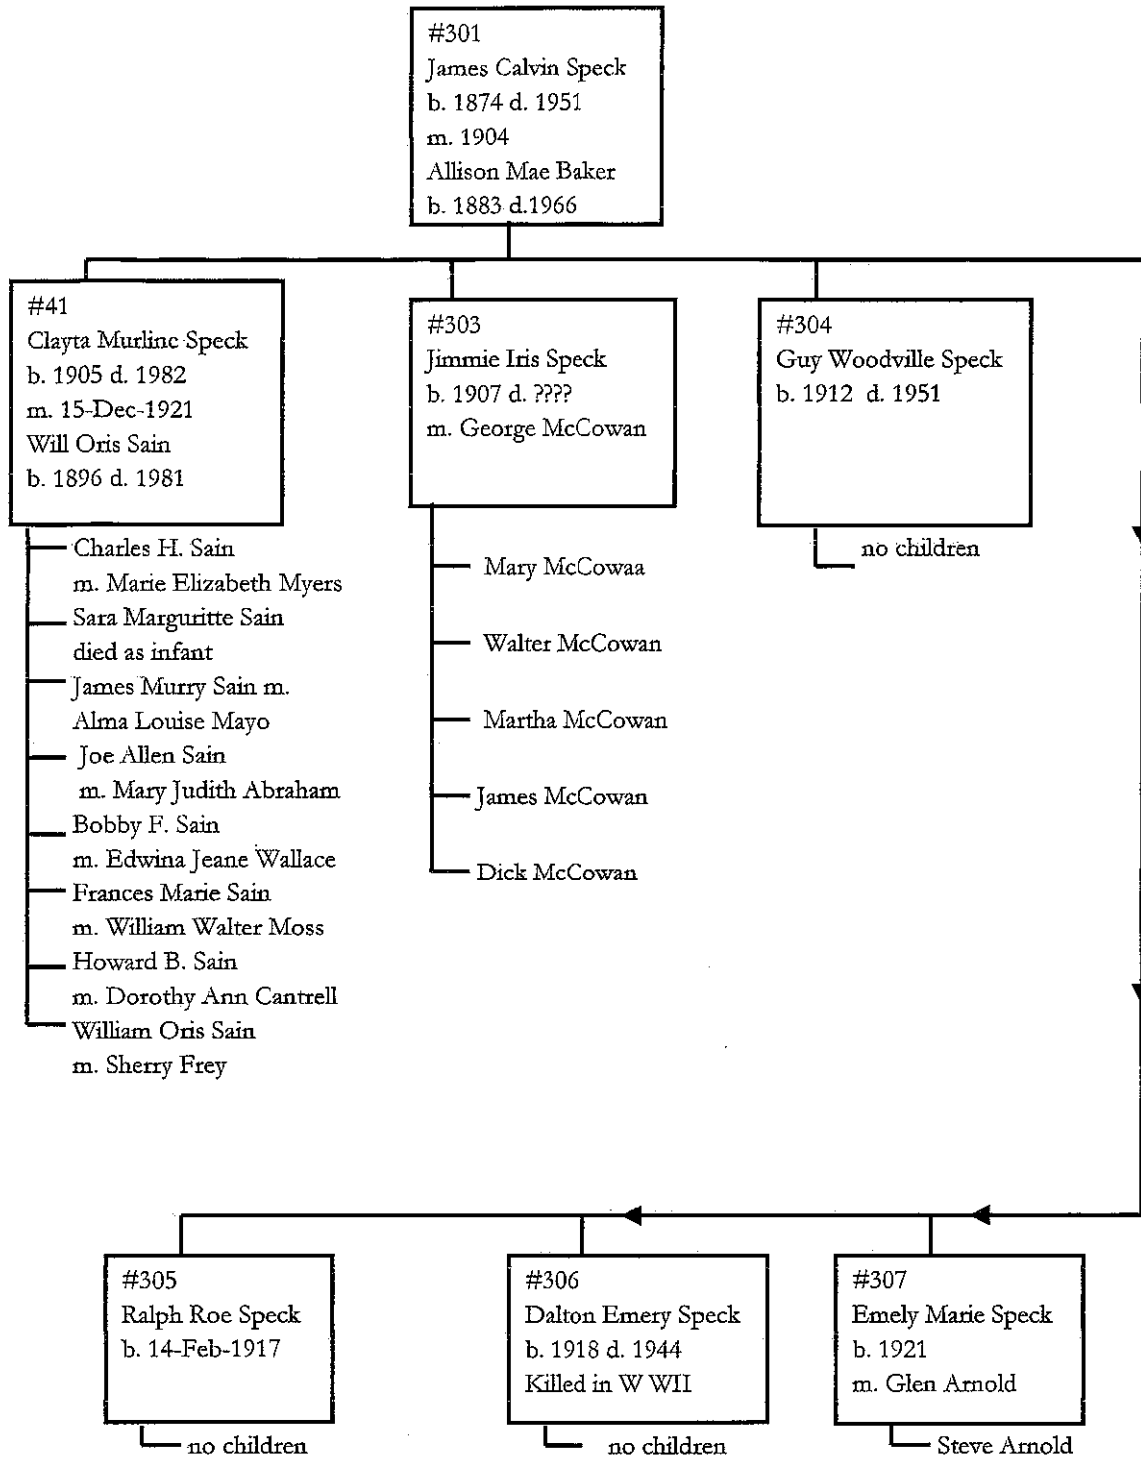 #301
James Calvin Speck
b. 1874 d. 1951
m. 1904
Allison Mae Baker
b. 1883 d.1966
#41
Clayta Murline Speck
b. 1905 d. 1982
m. 15-Dec-1921
Will Oris Sain
b. 1896 d. 1981
Charles H. Sain
m. Marie Elizabeth Myers
Sara Marguritte Sain
died as infant
James Murry Sain m.
Alma Louise Mayo
Joe Allen Sain
m. Mary Judith Abraham
Bobby F. Sain
m. Edwina Jeane Wallace
Frances Marie Sain
m. William Walter Moss
Howard B. Sain
m. Dorothy Ann Cantrell
William Oris Sain
m. Sherry Frey
#303
Jimmie Iris Speck
b. 1907 d. ????
m. George McCowan
Mary McCowaa
Walter McCowan
Martha McCowan
James McCowan
Dick McCowan
#304
Guy Woodville Speck
b. 1912 d. 1951
no children
#305
Ralph Roe Speck
b. 14-Feb-1917
no children
#306
Dalton Emery Speck
b. 1918 d. 1944
Killed in W WII
no children
#307
Emely Marie Speck
b. 1921
m. Glen Arnold
Steve Arnold